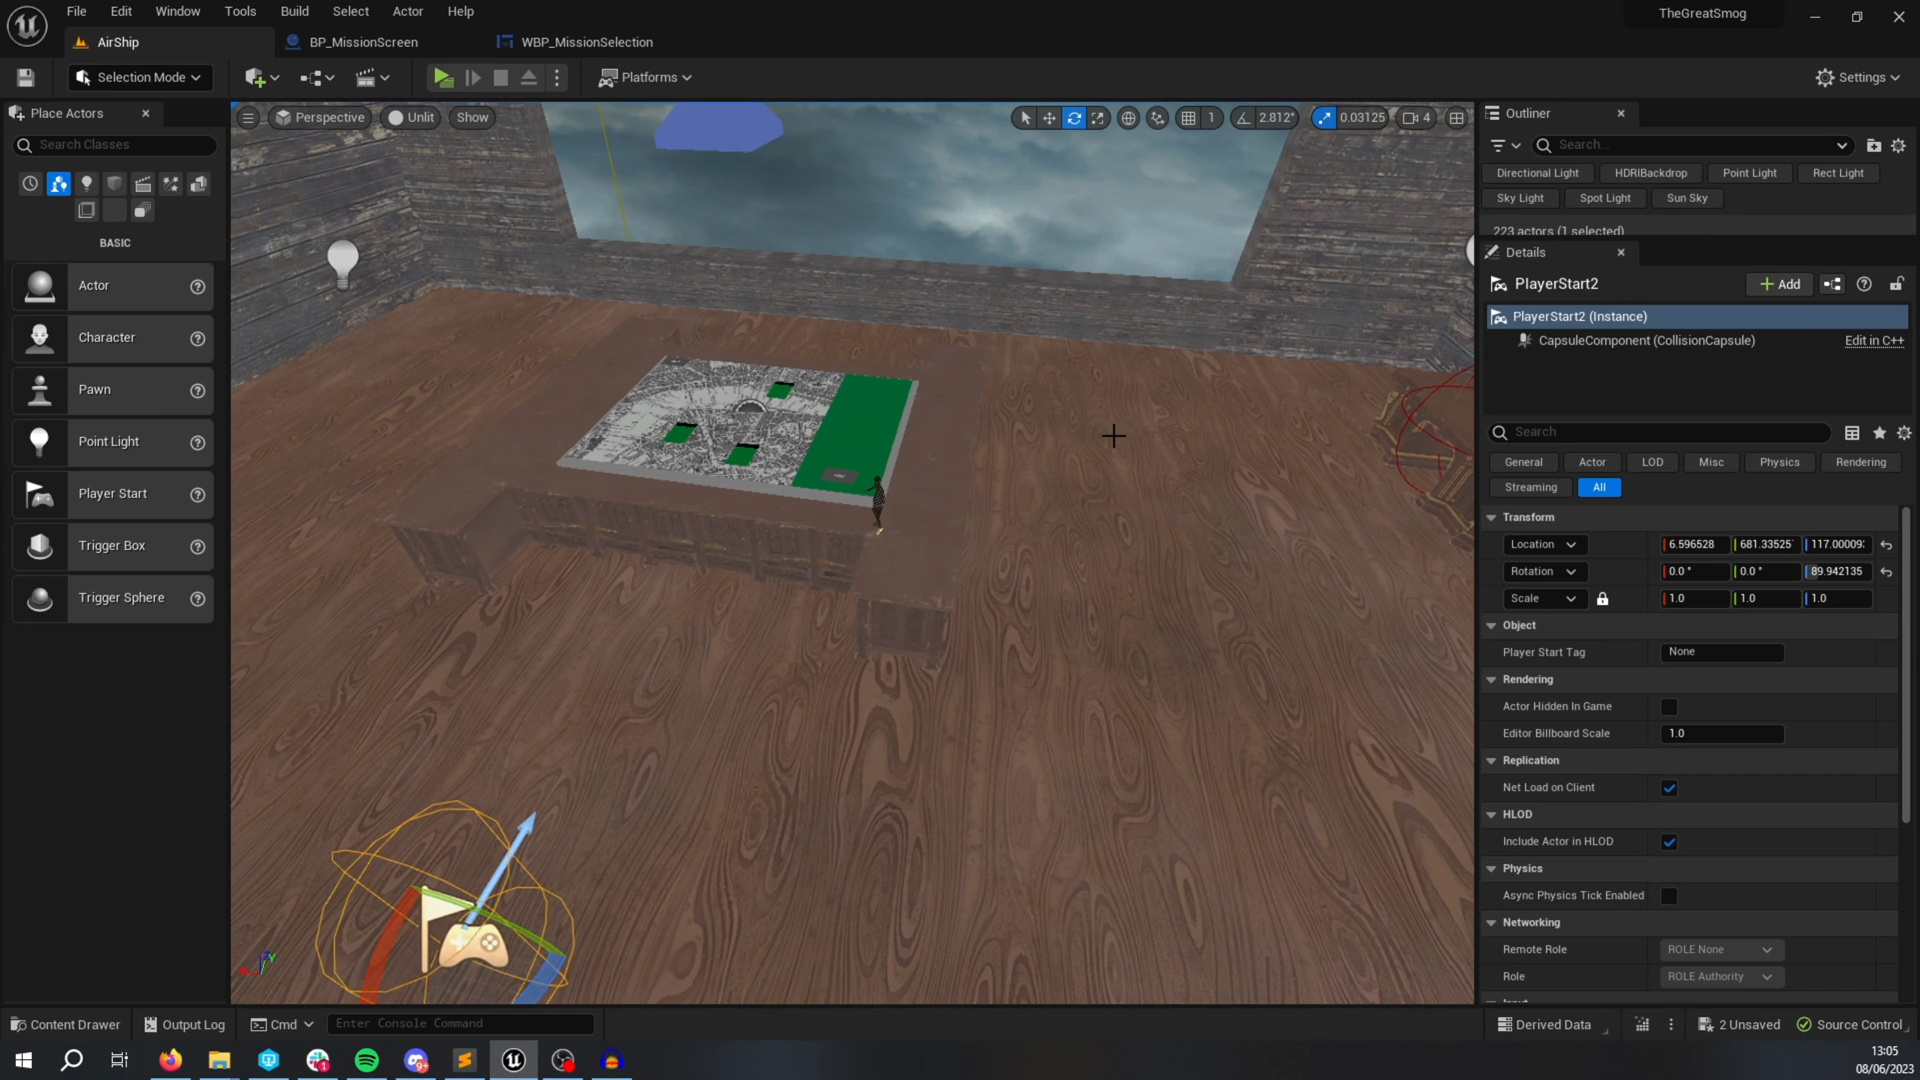 File Edit Window Tools Build Select Actor Help
TheGreatSmog
AirShip
BP_MissionScreen
WBP_MissionSelection
Selection Mode
Platforms
Settings
Place Actors
Search Classes
BASIC
Actor
Character
Pawn
Point Light
Player Start
Trigger Box
Trigger Sphere
Perspective
Unlit
Show
1
2.812°
0.03125
4
Outliner
Search...
Directional Light
HDRIBackdrop
Point Light
Rect Light
Sky Light
Spot Light
Sun Sky
223 actors (1 selected)
Details
PlayerStart2
Add
PlayerStart2 (Instance)
CapsuleComponent (CollisionCapsule)
Edit in C++
Search
General
Actor
LOD
Misc
Physics
Rendering
Streaming
All
Transform
Location
6.596528
681.33525
117.00009
Rotation
0.0 °
0.0 °
89.942135
Scale
1.0
1.0
1.0
Object
Player Start Tag
None
Rendering
Actor Hidden In Game
Editor Billboard Scale
1.0
Replication
Net Load on Client
HLOD
Include Actor in HLOD
Physics
Async Physics Tick Enabled
Networking
Remote Role
ROLE None
Role
ROLE Authority
Content Drawer
Output Log
Cmd
Enter Console Command
Derived Data
2 Unsaved
Source Control
13:05
08/06/2023